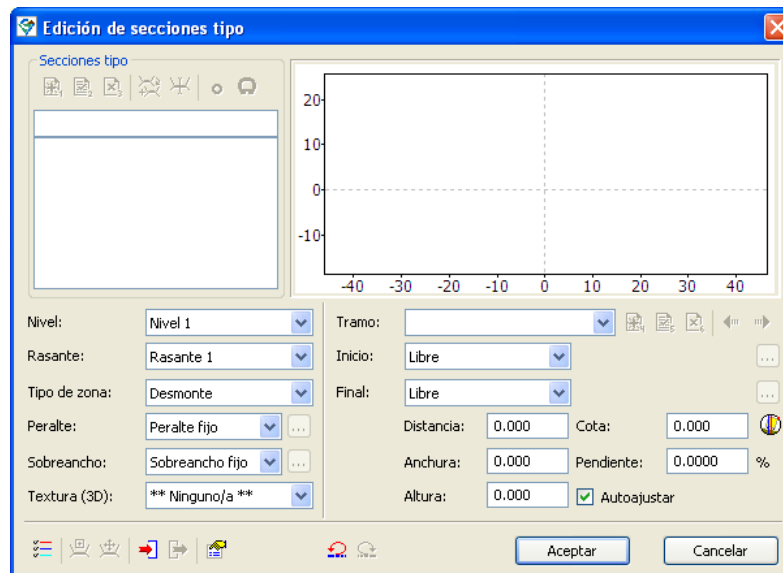 Edición de secciones tipo
Secciones tipo
20
10
0
-10
-40 -30 -20 -10 0 10 20 30 40
Nivel: Nivel 1 Tramo:
Rasante: Rasante 1 Inicio: Libre
Tipo de zona: Desmonte Final: Libre
Peralte: Peralte fijo ... Distancia: 0.000 Cota: 0.000
Sobreancho: Sobreancho fijo ... Anchura: 0.000 Pendiente: 0.0000 %
Textura (3D): ** Ninguno/a ** Altura: 0.000 Autoajustar
Aceptar Cancelar